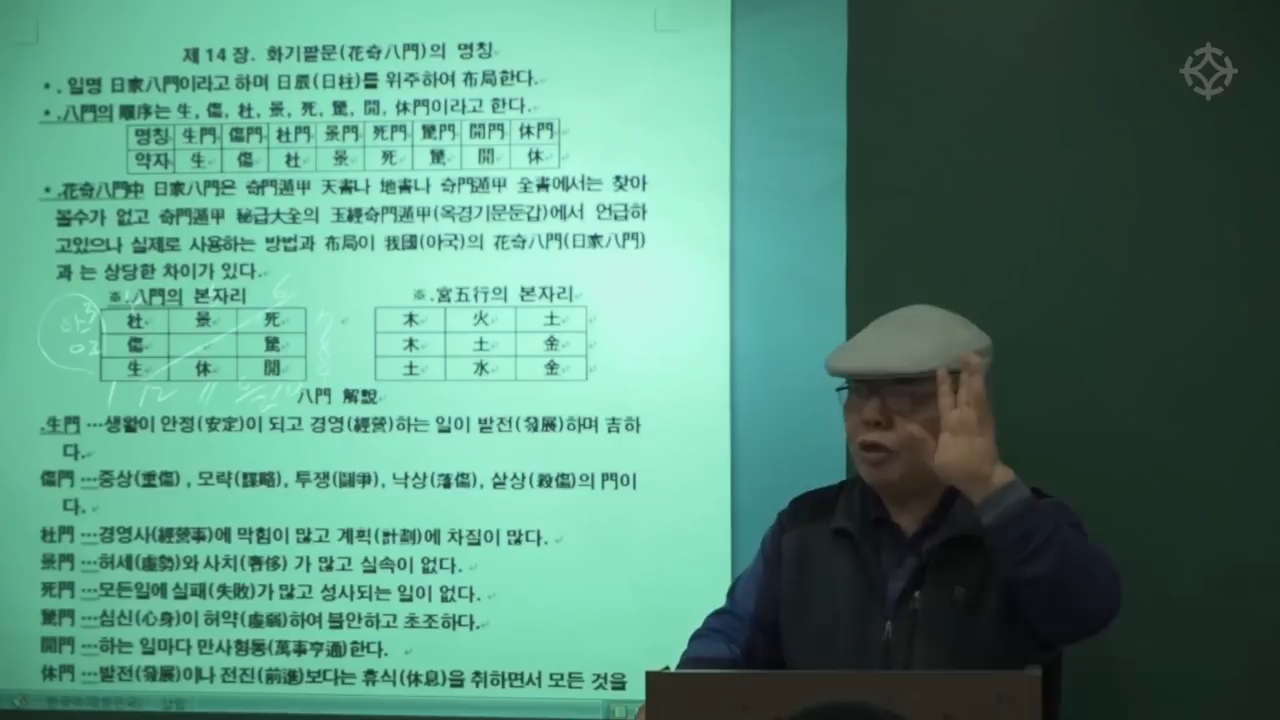 제 14 장. 화기팔문(花奇八門)의 명칭
* . 일명 日家八門이라고 하며 日辰(日柱)를 위주하여 布局한다.
* .八門의 順序는 生, 傷, 杜, 景, 死, 驚, 開, 休門이라고 한다.
명칭 生門 傷門 杜門 景門 死門 驚門 開門 休門
약자 生 傷 杜 景 死 驚 開 休
* .花奇八門中 日家八門은 奇門遁甲 天書나 地書나 奇門遁甲 全書에서는 찾아
볼수가 없고 奇門遁甲 秘笈大全의 玉經奇門遁甲(옥경기문둔갑)에서 언급하
고있으나 실제로 사용하는 방법과 布局이 我國(아국)의 花奇八門(日家八門)
과 는 상당한 차이가 있다.
※.八門의 본자리 ※.宮五行의 본자리
杜 景 死 木 火 土
傷 驚 木 土 金
生 休 開 土 水 金
八門 解說
.生門 …생활이 안정(安定)이 되고 경영(經營)하는 일이 발전(發展)하며 吉하
다.
傷門 …중상(重傷) , 모략(謀略), 투쟁(鬪爭), 낙상(落傷), 살상(殺傷)의 門이
다.
杜門 …경영사(經營事)에 막힘이 많고 계획(計劃)에 차질이 많다.
景門 …허세(虛勢)와 사치(奢侈) 가 많고 실속이 없다.
死門 …모든일에 실패(失敗)가 많고 성사되는 일이 없다.
驚門 …심신(心身)이 허약(虛弱)하여 불안하고 초조하다.
開門 …하는 일마다 만사형통(萬事亨通)한다.
休門 …발전(發展)이나 전진(前進)보다는 휴식(休息)을 취하면서 모든 것을